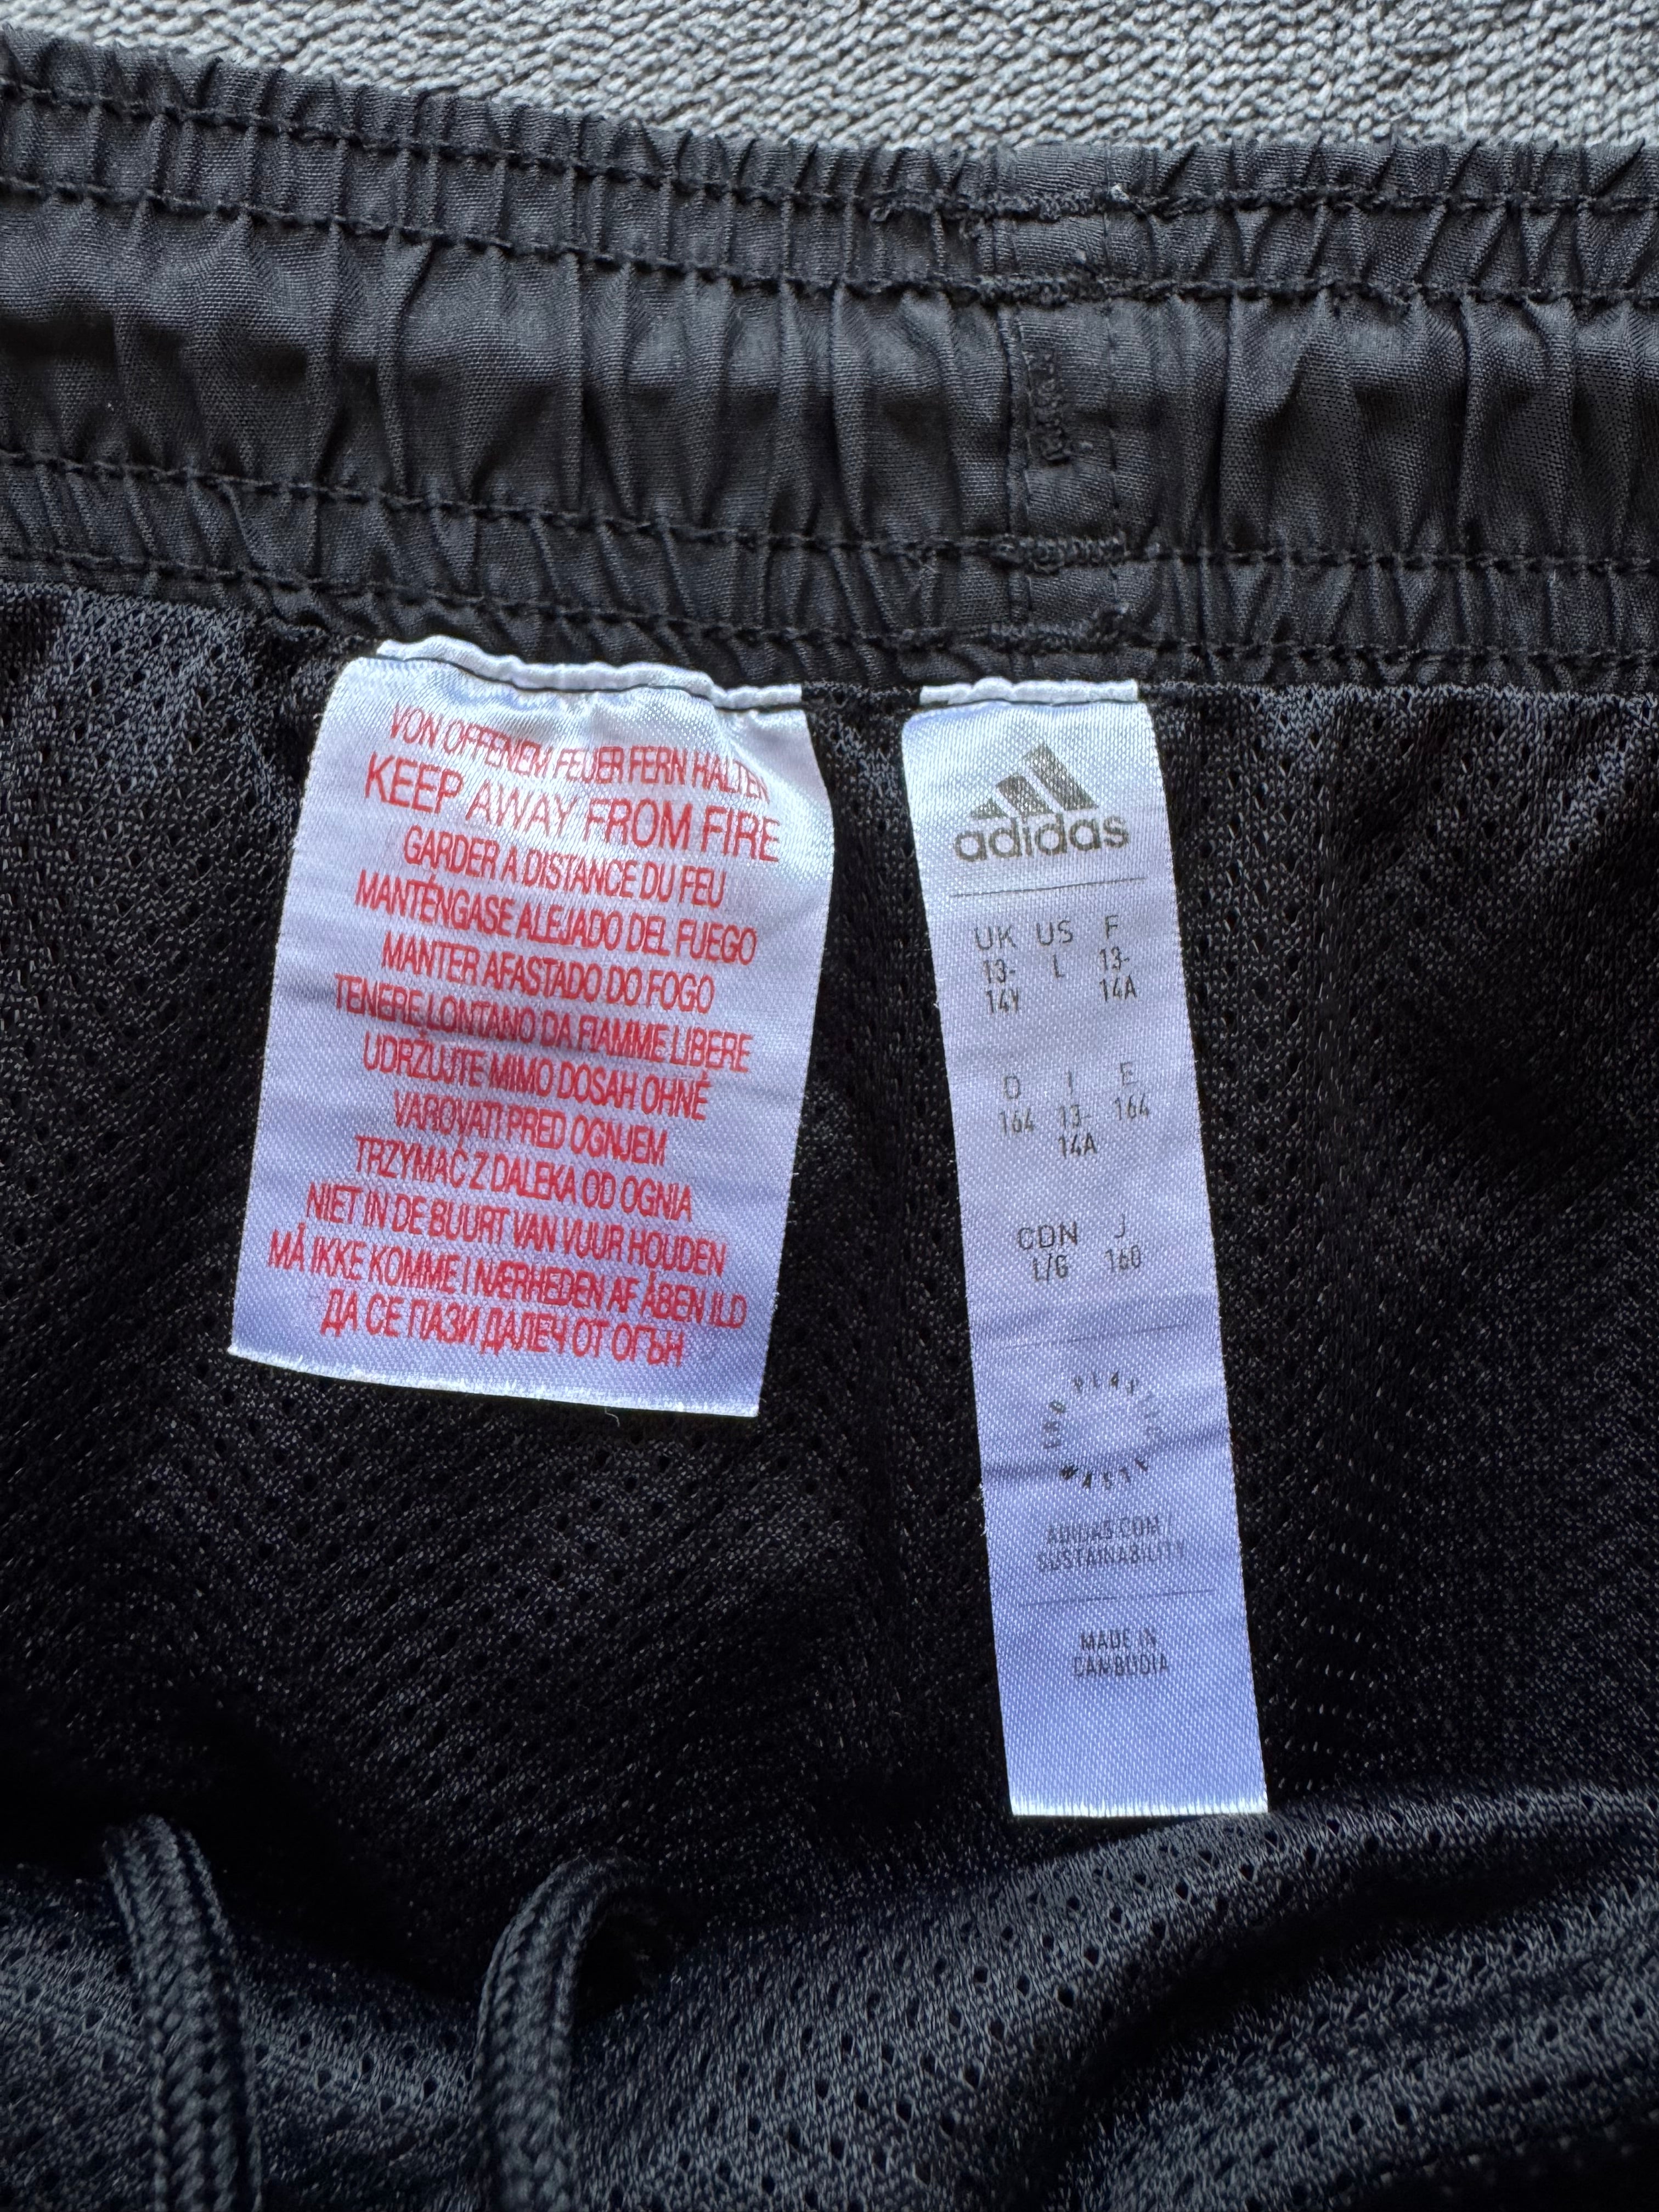 VON OFFENEM FEUER FERN HALTEN
KEEP AWAY FROM FIRE
GARDER A DISTANCE DU FEU
MANTÉNGASE ALEJADO DEL FUEGO
MANTER AFASTADO DO FOGO
TENERE LONTANO DA FIAMME LIBERE
UDRŽUJTE MIMO DOSAH OHNĚ
VAROVATI PRED OGNJEM
TRZYMAĆ Z DALEKA OD OGNIA
NIET IN DE BUURT VAN VUUR HOUDEN
MÅ IKKE KOMME I NÆRHEDEN AF ÅBEN ILD
ДА СЕ ПАЗИ ДАЛЕЧ ОТ ОГЪН
adidas
UK US F
13- L 13-
14Y 14A
D I E
164 13- 164
14A
CDN J
L/G 160
END PLASTIC WASTE
ADIDAS.COM/
SUSTAINABILITY
MADE IN
CAMBODIA